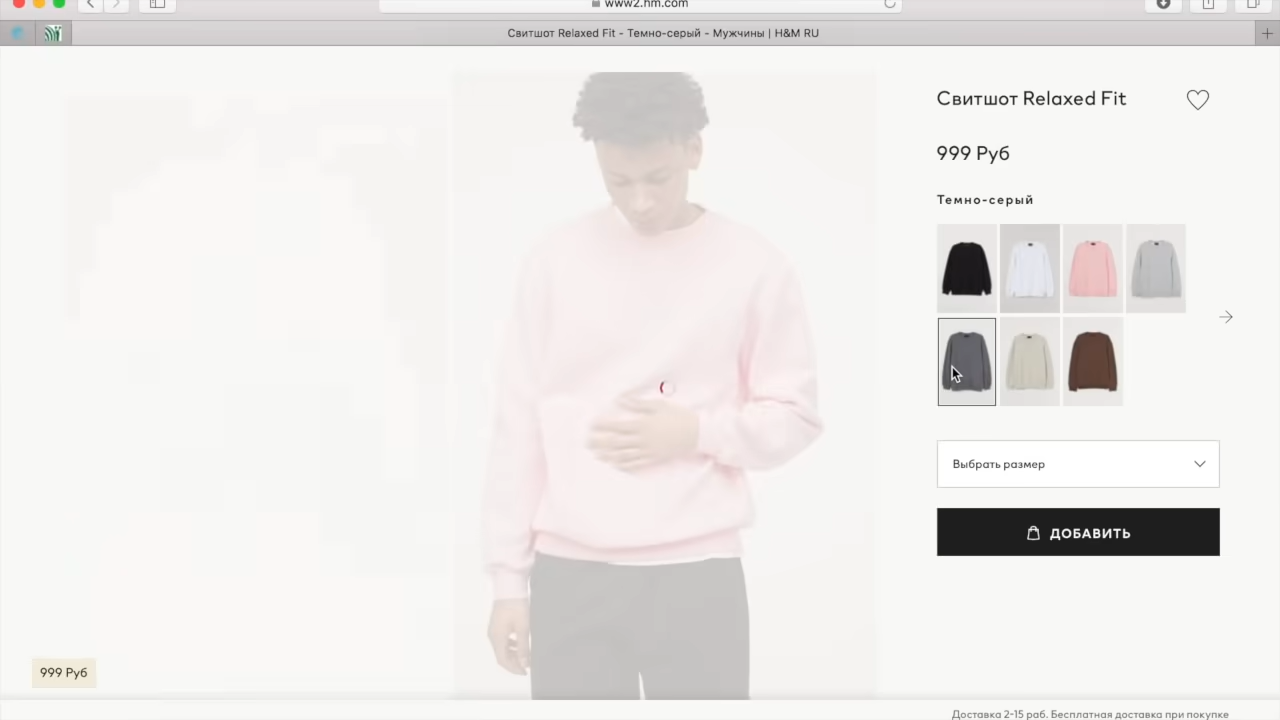 www2.hm.com
Свитшот Relaxed Fit - Темно-серый - Мужчины | H&M RU
Свитшот Relaxed Fit
999 Руб
Темно-серый
Выбрать размер
ДОБАВИТЬ
999 Руб
Доставка 2-15 раб. Бесплатная доставка при покупке